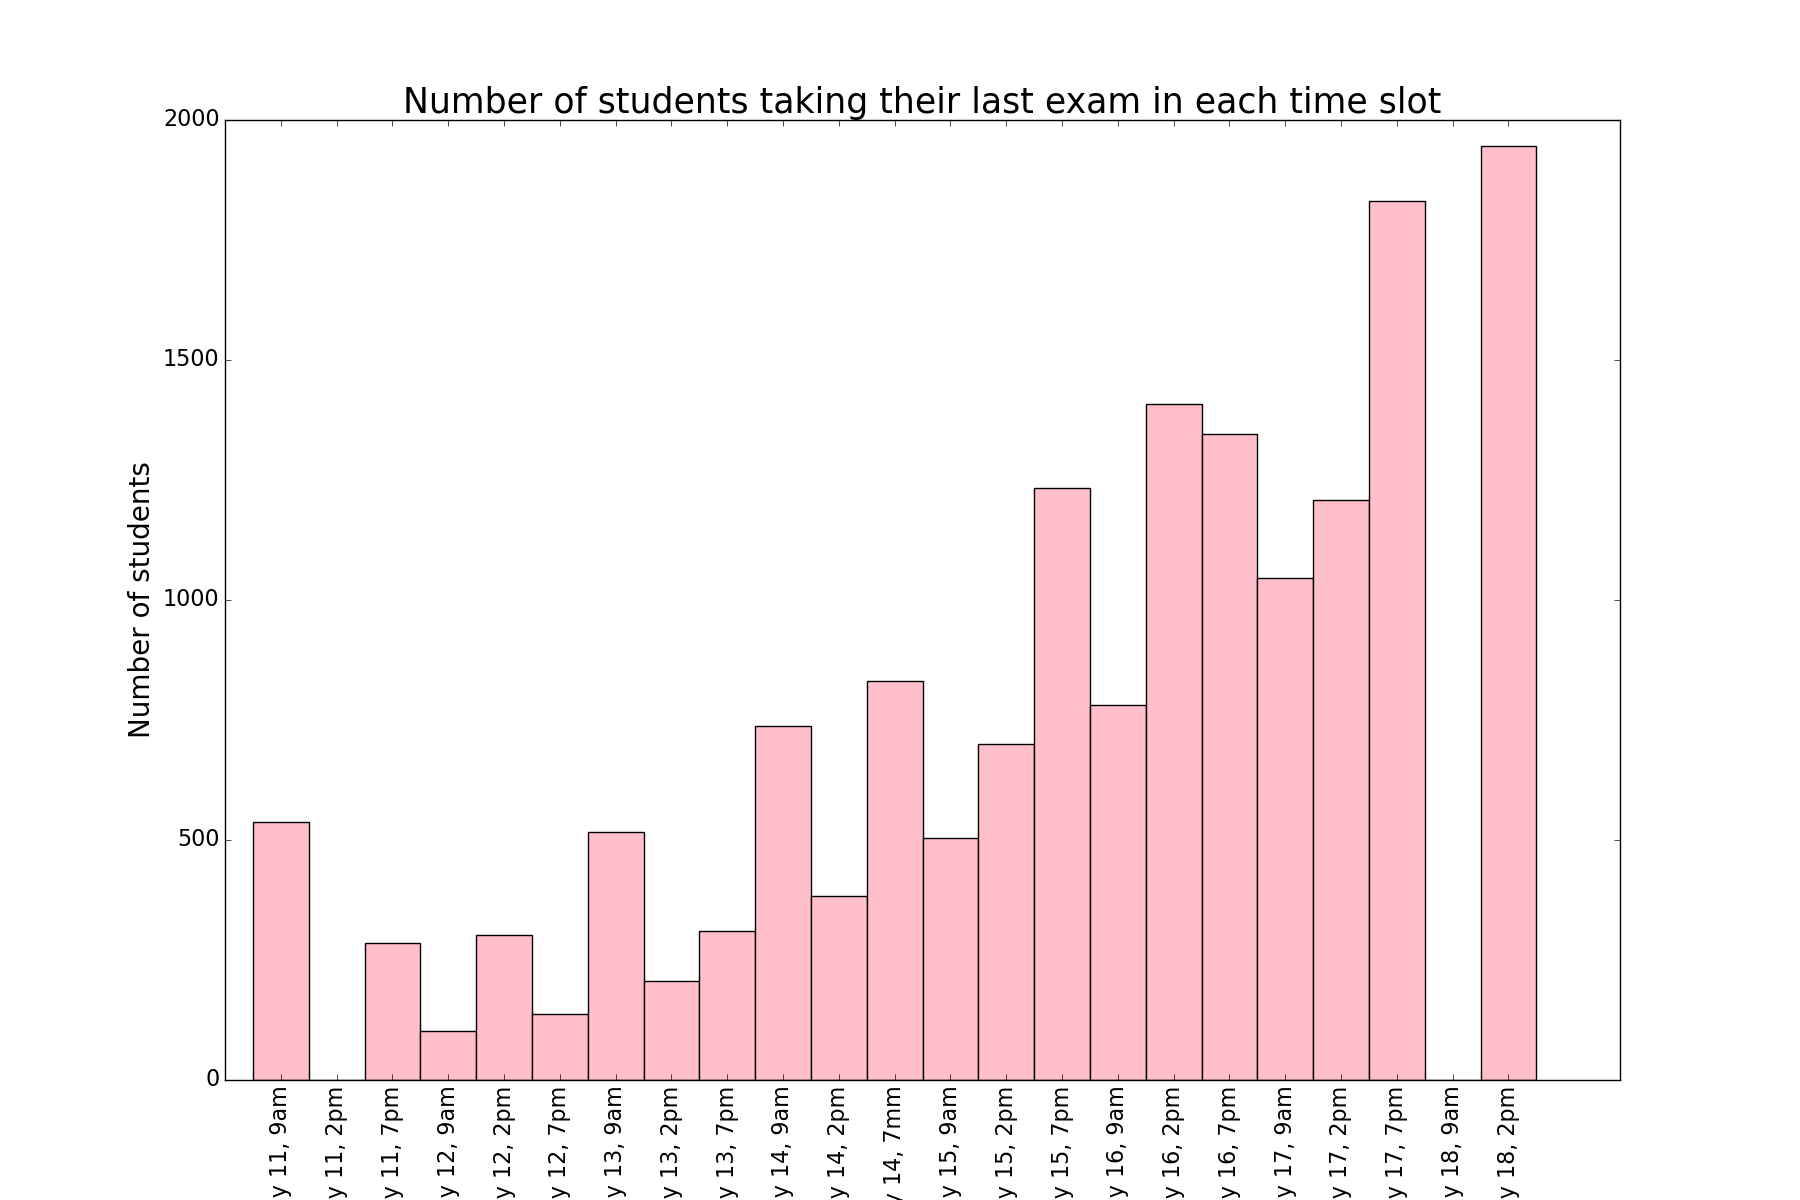 Number of students taking their last exam in each time slot
2000
1500
1000
500
0
Number of students
y 11, 9am
y 11, 2pm
y 11, 7pm
y 12, 9am
y 12, 2pm
y 12, 7pm
y 13, 9am
y 13, 2pm
y 13, 7pm
y 14, 9am
y 14, 2pm
y 14, 7mm
y 15, 9am
y 15, 2pm
y 15, 7pm
y 16, 9am
y 16, 2pm
y 16, 7pm
y 17, 9am
y 17, 2pm
y 17, 7pm
y 18, 9am
y 18, 2pm